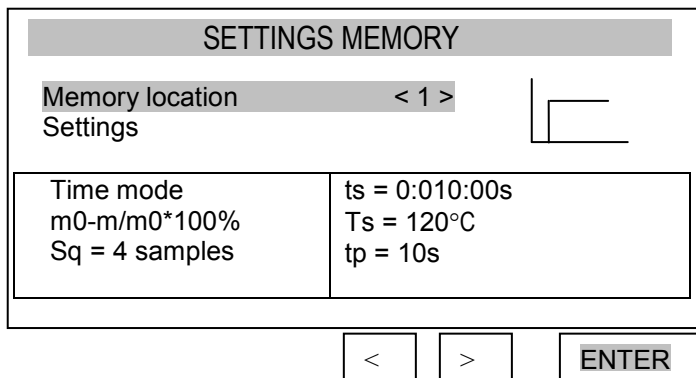 SETTINGS MEMORY
Memory location < 1 >
Settings
Time mode
m0-m/m0*100%
Sq = 4 samples
ts = 0:010:00s
Ts = 120°C
tp = 10s
< > ENTER